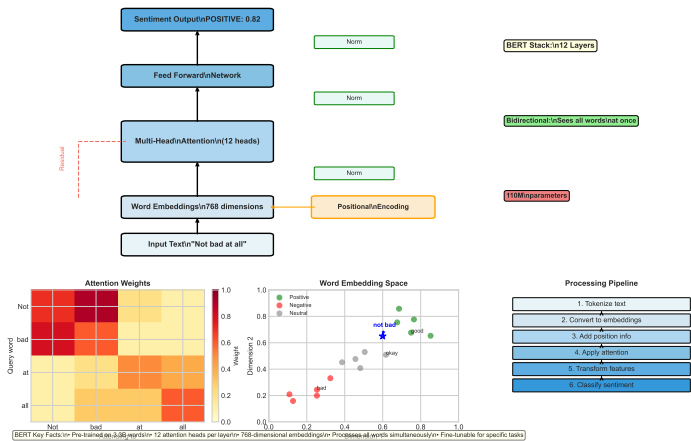 Sentiment Output\nPOSITIVE: 0.82
Norm
BERT Stack:\n12 Layers
Feed Forward\nNetwork
Norm
Bidirectional:\nSees all words\nat once
Multi-Head\nAttention\n(12 heads)
Residual
Norm
Word Embeddings\n768 dimensions
Positional\nEncoding
110M\nparameters
Input Text\n"Not bad at all"
Attention Weights
Query word
Not
bad
at
all
Not
bad
at
all
1.0
0.8
0.6
0.4
0.2
0.0
Weight
Word Embedding Space
Dimension 2
1.0
0.8
0.6
0.4
0.2
0.0
0.0
0.2
0.4
0.6
0.8
1.0
Positive
Negative
Neutral
not bad
good
okay
bad
Processing Pipeline
1. Tokenize text
2. Convert to embeddings
3. Add position info
4. Apply attention
5. Transform features
6. Classify sentiment
BERT Key Facts:\n• Pre-trained on 3.3B words\n• 12 attention heads per layer\n• 768-dimensional embeddings\n• Processes all words simultaneously\n• Fine-tunable for specific tasks